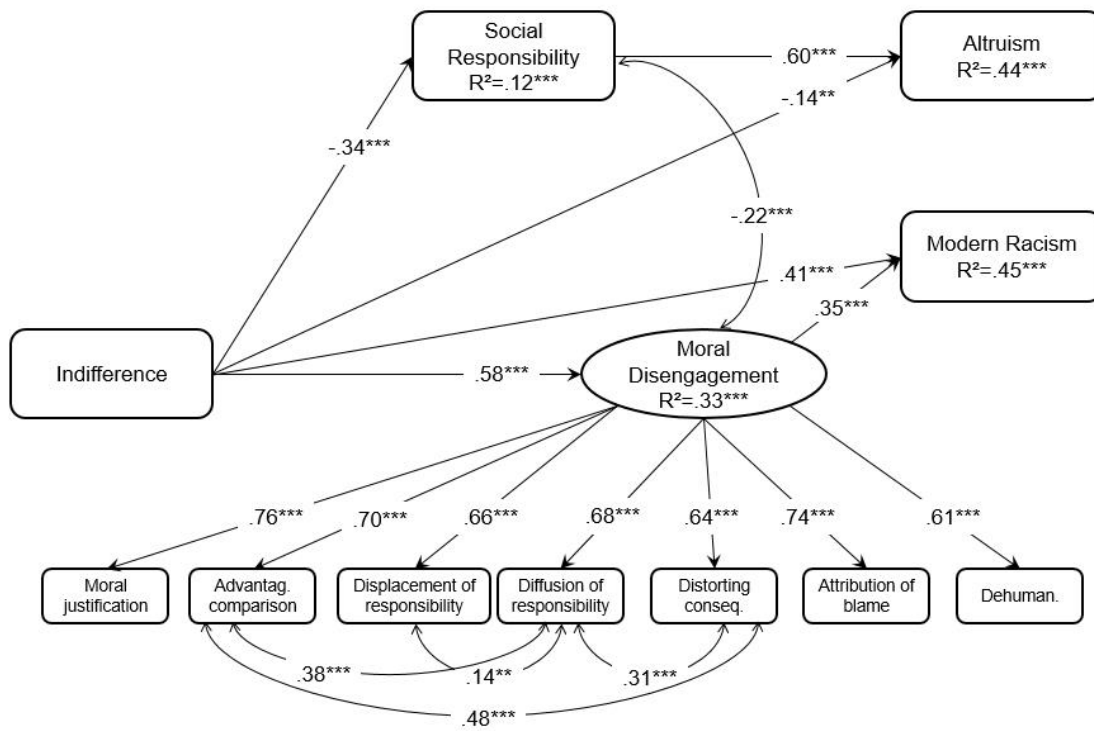 Social
Responsibility
R²=.12***
.60***
Altruism
R²=.44***
-.14**
-.34***
-.22***
Modern Racism
R²=.45***
.41***
.35***
Indifference
.58***
Moral
Disengagement
R²=.33***
.76***
.70***
.66***
.68***
.64***
.74***
.61***
Moral
justification
Advantag.
comparison
Displacement of
responsibility
Diffusion of
responsibility
Distorting
conseq.
Attribution of
blame
Dehuman.
.38***
.14**
.31***
.48***